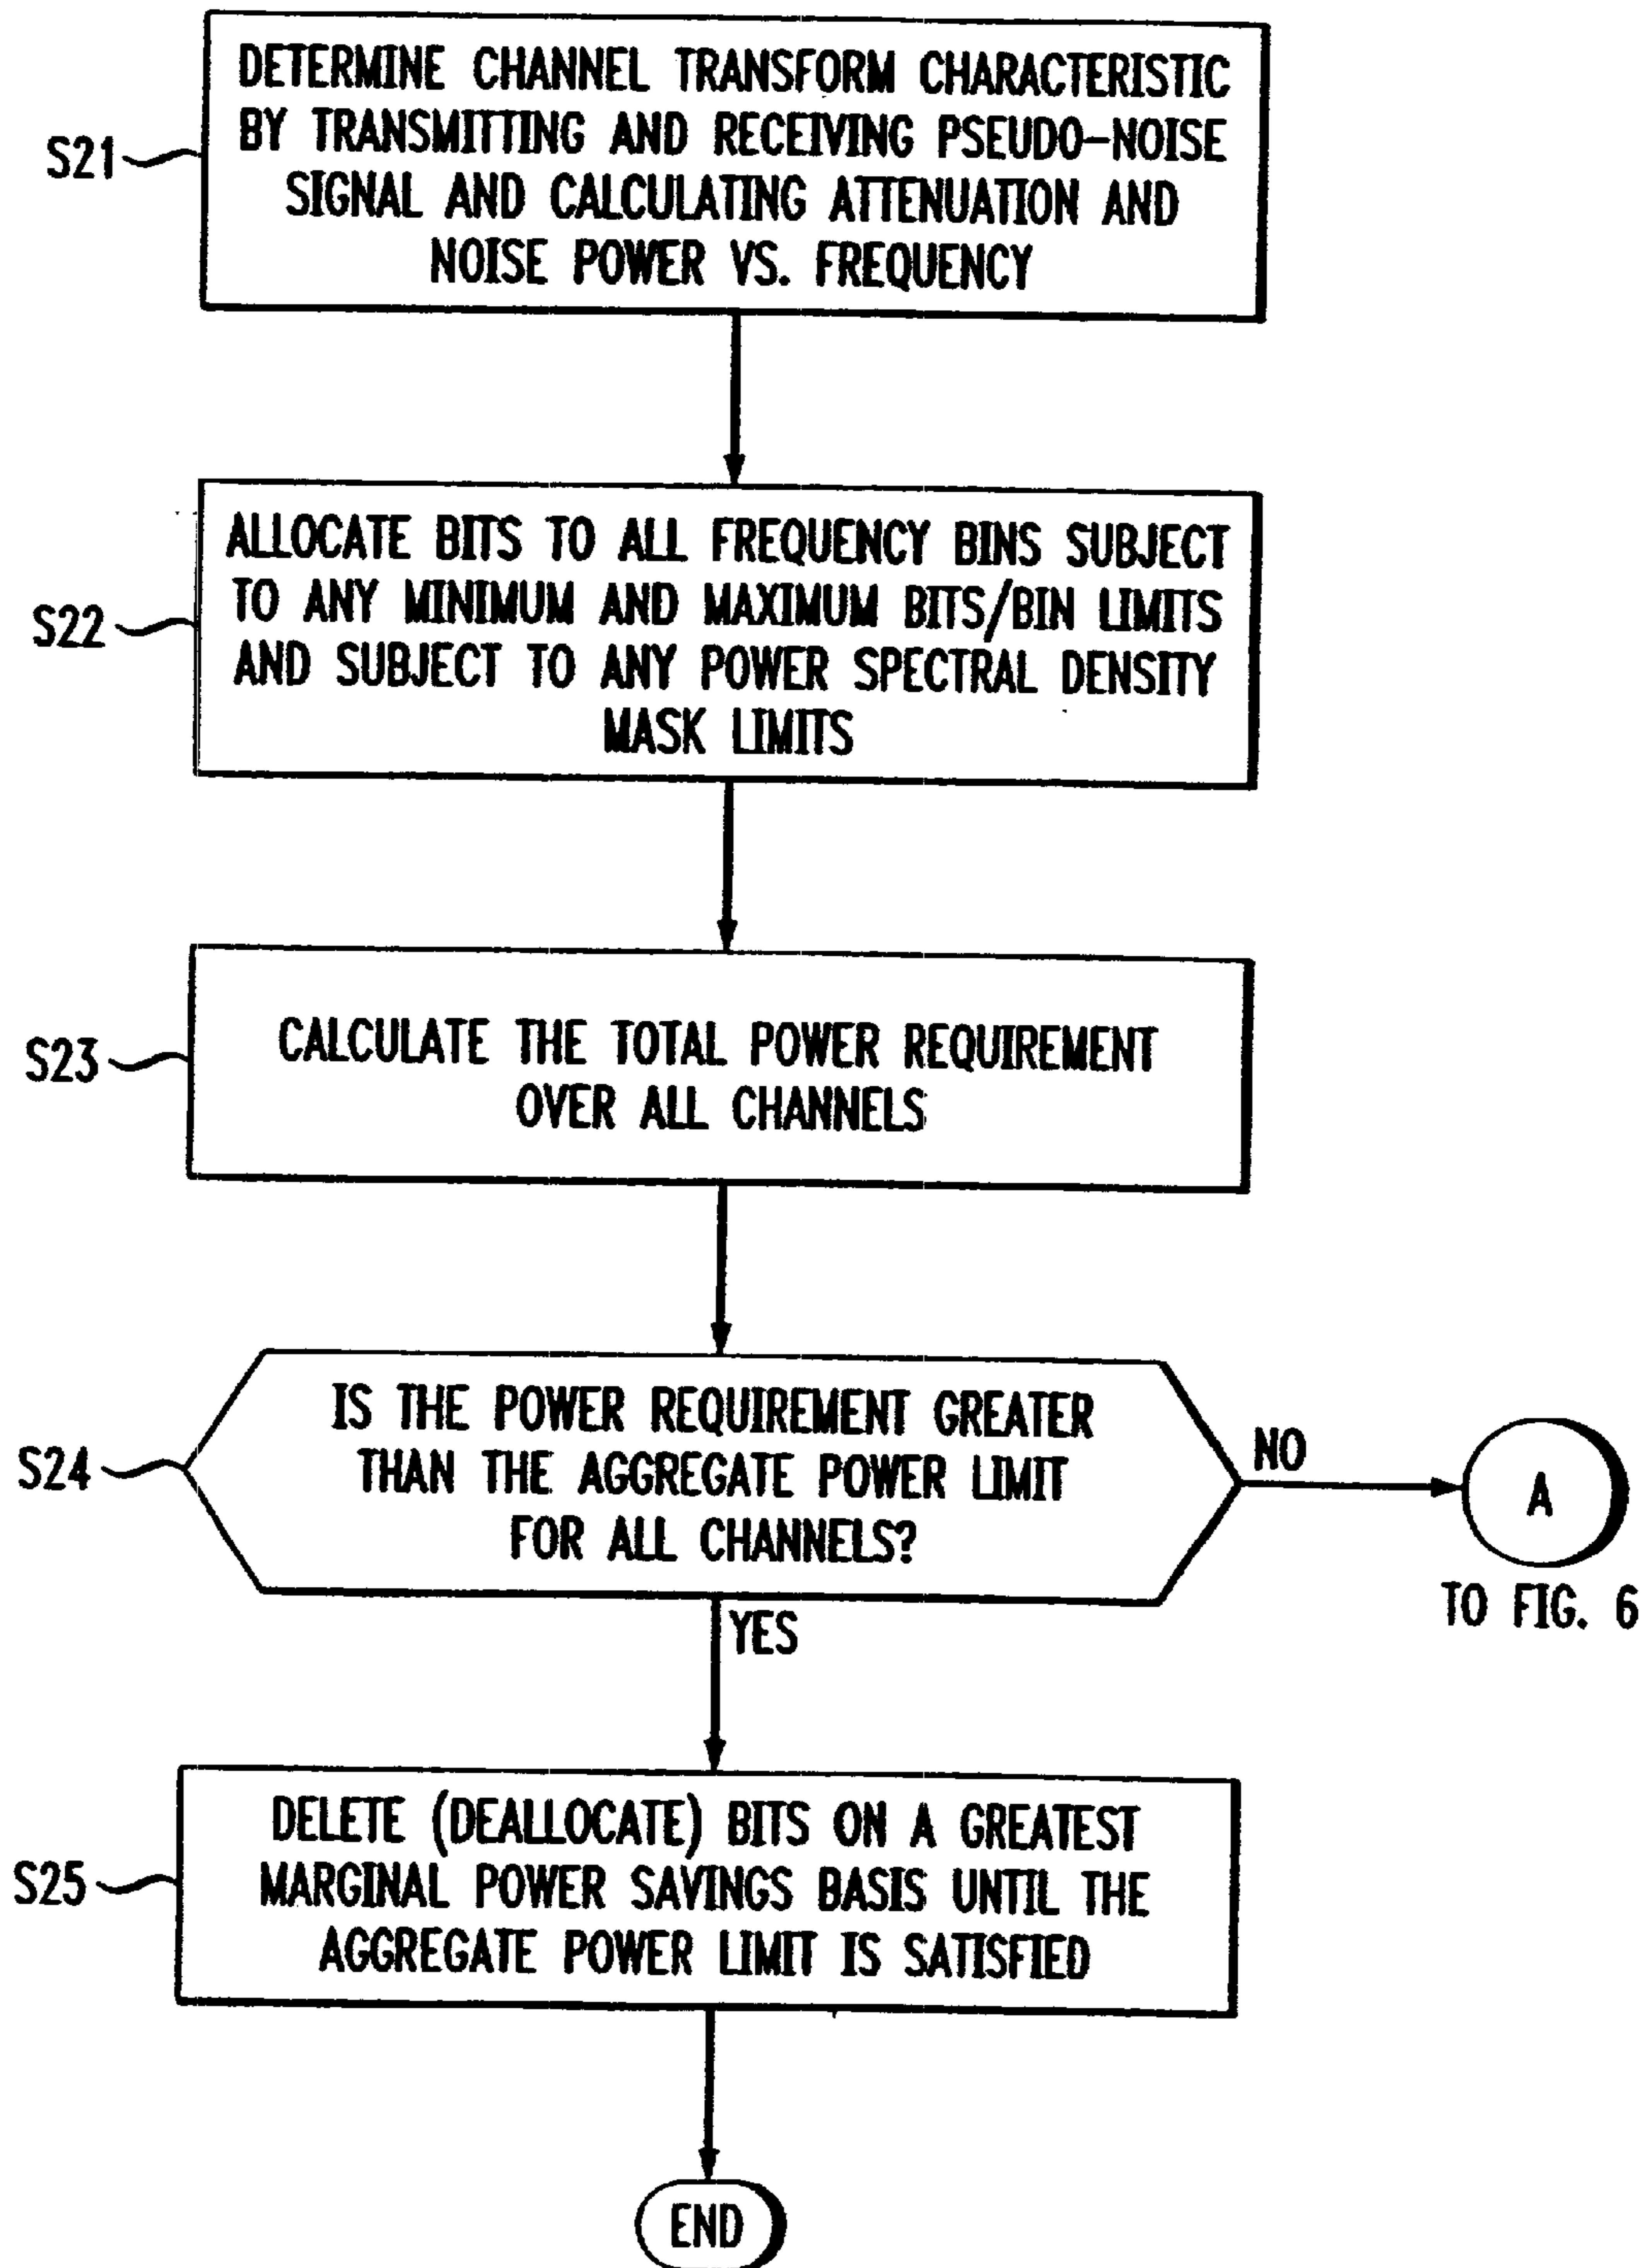 DETERMINE CHANNEL TRANSFORM CHARACTERISTIC
BY TRANSMITTING AND RECEIVING PSEUDO-NOISE
SIGNAL AND CALCULATING ATTENUATION AND
NOISE POWER VS. FREQUENCY
S21
ALLOCATE BITS TO ALL FREQUENCY BINS SUBJECT
TO ANY MINIMUM AND MAXIMUM BITS/BIN LIMITS
AND SUBJECT TO ANY POWER SPECTRAL DENSITY
MASK LIMITS
S22
CALCULATE THE TOTAL POWER REQUIREMENT
OVER ALL CHANNELS
S23
IS THE POWER REQUIREMENT GREATER
THAN THE AGGREGATE POWER LIMIT
FOR ALL CHANNELS?
S24
NO
A
TO FIG. 6
YES
DELETE (DEALLOCATE) BITS ON A GREATEST
MARGINAL POWER SAVINGS BASIS UNTIL THE
AGGREGATE POWER LIMIT IS SATISFIED
S25
END